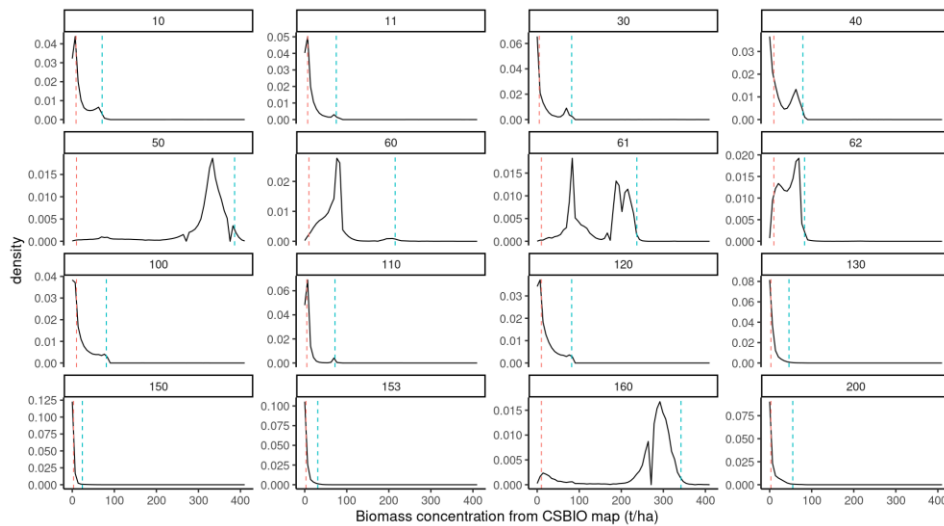 10 11 30 40
0.04 0.05 0.06 0.03
0.03 0.04 0.04 0.02
0.02 0.03 0.02 0.01
0.01 0.02 0.00 0.00
0.00 0.01
0.00
50 60 61 62
0.015 0.02 0.015 0.020
0.010 0.01 0.010 0.015
0.005 0.00 0.005 0.010
0.000 0.000 0.005
0.000
density
100 110 120 130
0.04 0.06 0.03 0.08
0.03 0.04 0.02 0.06
0.02 0.02 0.01 0.04
0.01 0.00 0.00 0.02
0.00 0.00
150 153 160 200
0.125 0.100 0.015 0.075
0.100 0.075 0.010 0.050
0.075 0.050 0.005 0.025
0.050 0.025 0.000 0.000
0.025 0.000
0.000
0 100 200 300 400 0 100 200 300 400 0 100 200 300 400 0 100 200 300 400
Biomass concentration from CSBIO map (t/ha)